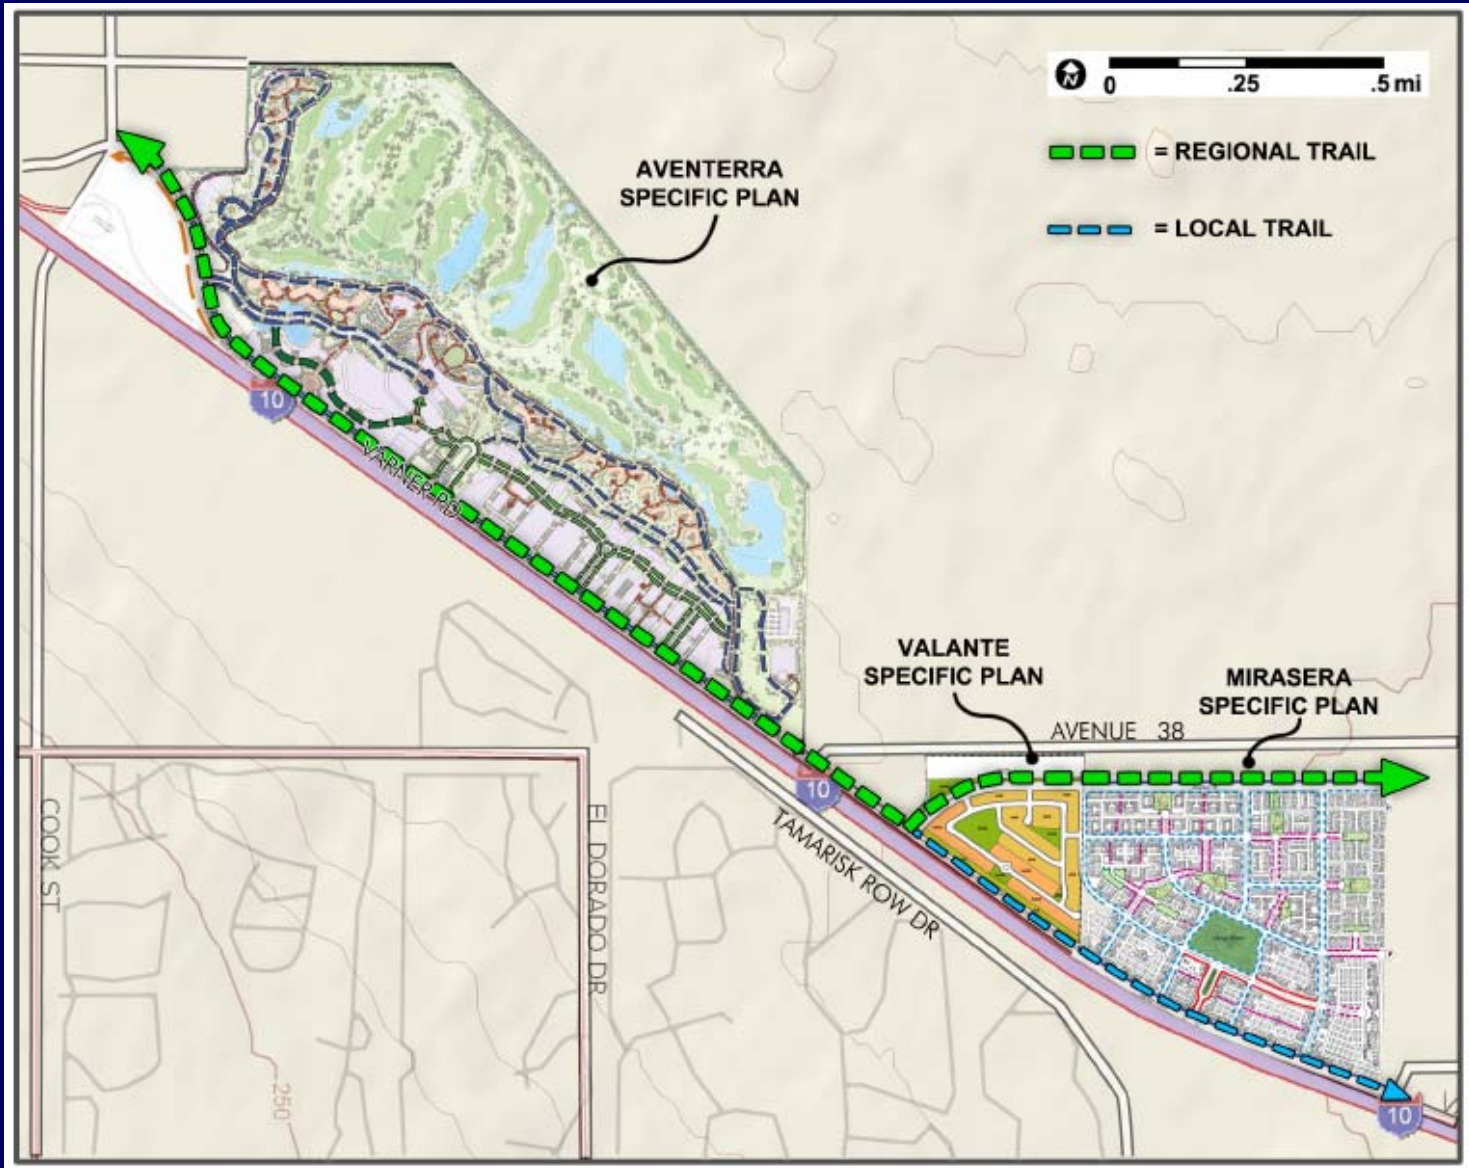 0 .25 .5 mi
= REGIONAL TRAIL
= LOCAL TRAIL
AVENTERRA
SPECIFIC PLAN
10
VARNER RD
VALANTE
SPECIFIC PLAN
MIRASERA
SPECIFIC PLAN
AVENUE 38
10
TAMARISK ROW DR
COOK ST
EL DORADO DR
250
10